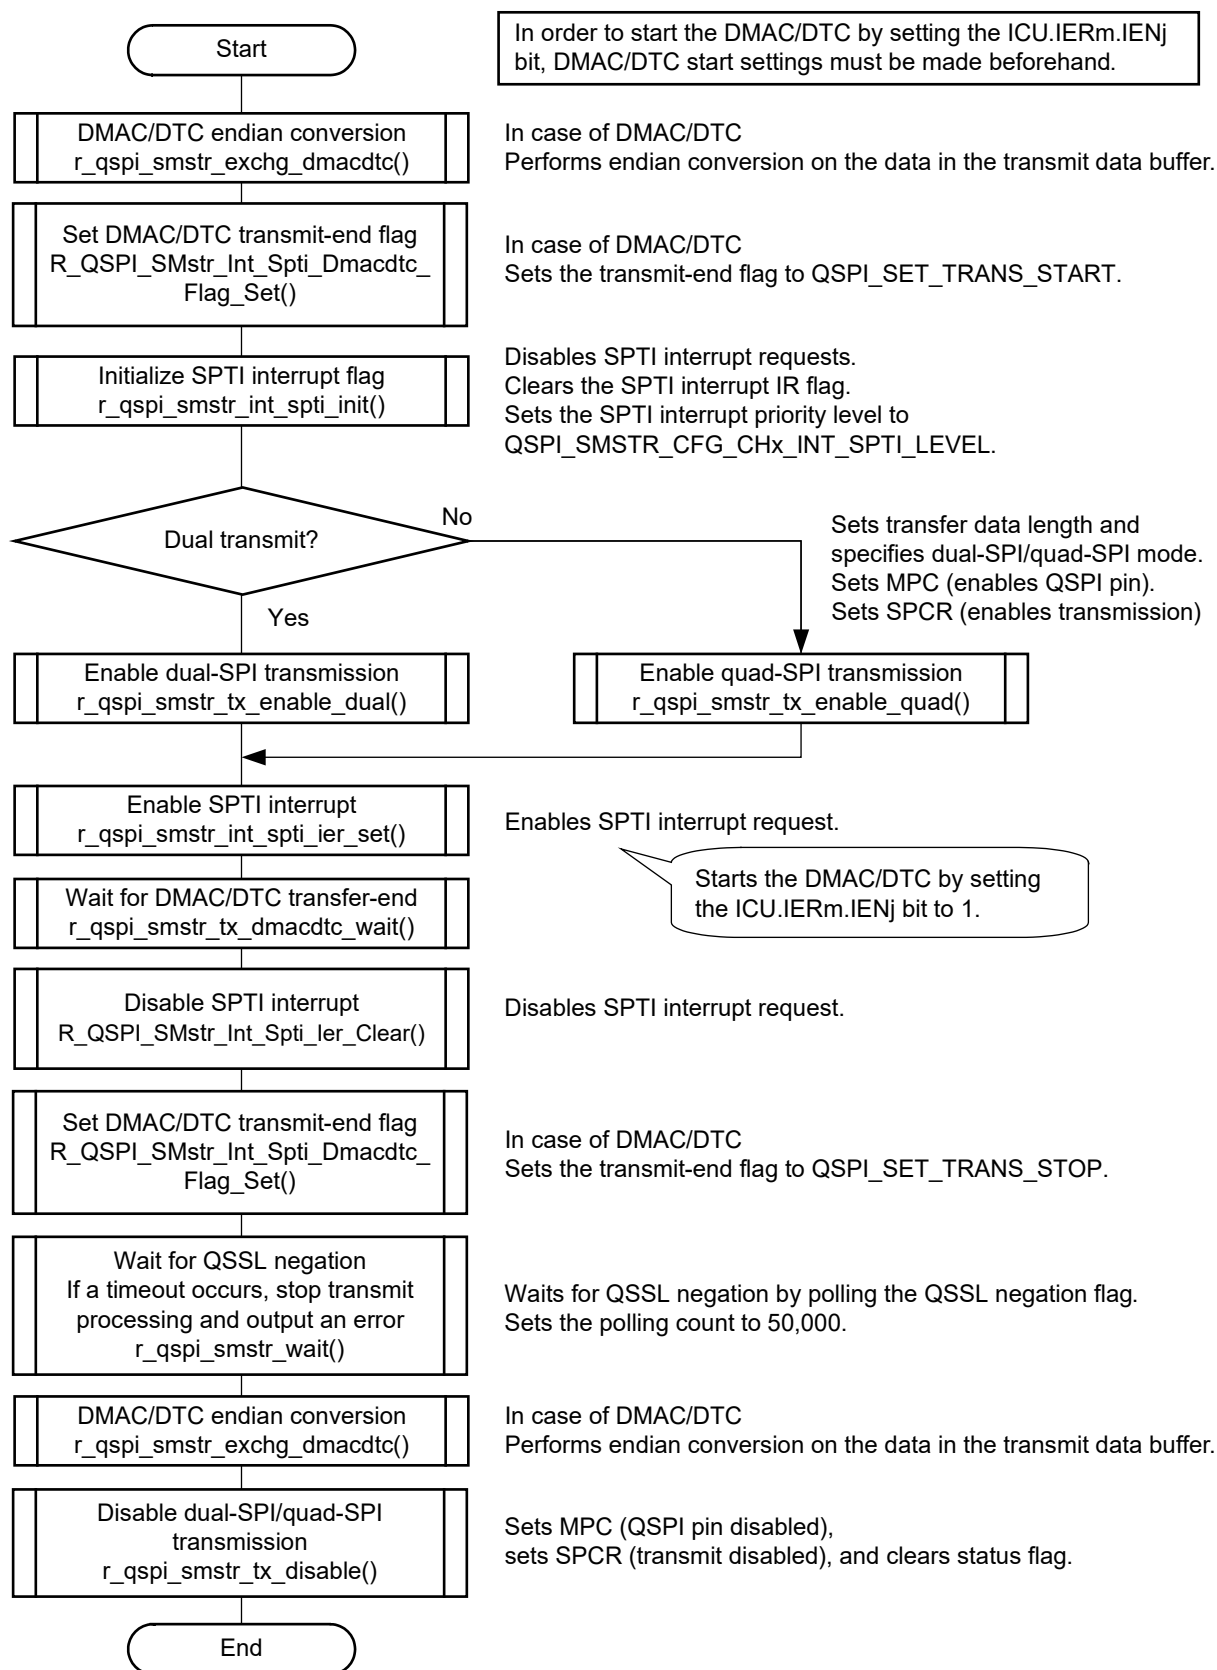 Start
In order to start the DMAC/DTC by setting the ICU.IERm.IENj
bit, DMAC/DTC start settings must be made beforehand.
DMAC/DTC endian conversion
r_qspi_smstr_exchg_dmacdtc()
In case of DMAC/DTC
Performs endian conversion on the data in the transmit data buffer.
Set DMAC/DTC transmit-end flag
R_QSPI_SMstr_Int_Spti_Dmacdtc_
Flag_Set()
In case of DMAC/DTC
Sets the transmit-end flag to QSPI_SET_TRANS_START.
Initialize SPTI interrupt flag
r_qspi_smstr_int_spti_init()
Disables SPTI interrupt requests.
Clears the SPTI interrupt IR flag.
Sets the SPTI interrupt priority level to
QSPI_SMSTR_CFG_CHx_INT_SPTI_LEVEL.
Dual transmit?
No
Yes
Sets transfer data length and
specifies dual-SPI/quad-SPI mode.
Sets MPC (enables QSPI pin).
Sets SPCR (enables transmission)
Enable dual-SPI transmission
r_qspi_smstr_tx_enable_dual()
Enable quad-SPI transmission
r_qspi_smstr_tx_enable_quad()
Enable SPTI interrupt
r_qspi_smstr_int_spti_ier_set()
Enables SPTI interrupt request.
Starts the DMAC/DTC by setting
the ICU.IERm.IENj bit to 1.
Wait for DMAC/DTC transfer-end
r_qspi_smstr_tx_dmacdtc_wait()
Disable SPTI interrupt
R_QSPI_SMstr_Int_Spti_Ier_Clear()
Disables SPTI interrupt request.
Set DMAC/DTC transmit-end flag
R_QSPI_SMstr_Int_Spti_Dmacdtc_
Flag_Set()
In case of DMAC/DTC
Sets the transmit-end flag to QSPI_SET_TRANS_STOP.
Wait for QSSL negation
If a timeout occurs, stop transmit
processing and output an error
r_qspi_smstr_wait()
Waits for QSSL negation by polling the QSSL negation flag.
Sets the polling count to 50,000.
DMAC/DTC endian conversion
r_qspi_smstr_exchg_dmacdtc()
In case of DMAC/DTC
Performs endian conversion on the data in the transmit data buffer.
Disable dual-SPI/quad-SPI
transmission
r_qspi_smstr_tx_disable()
Sets MPC (QSPI pin disabled),
sets SPCR (transmit disabled), and clears status flag.
End